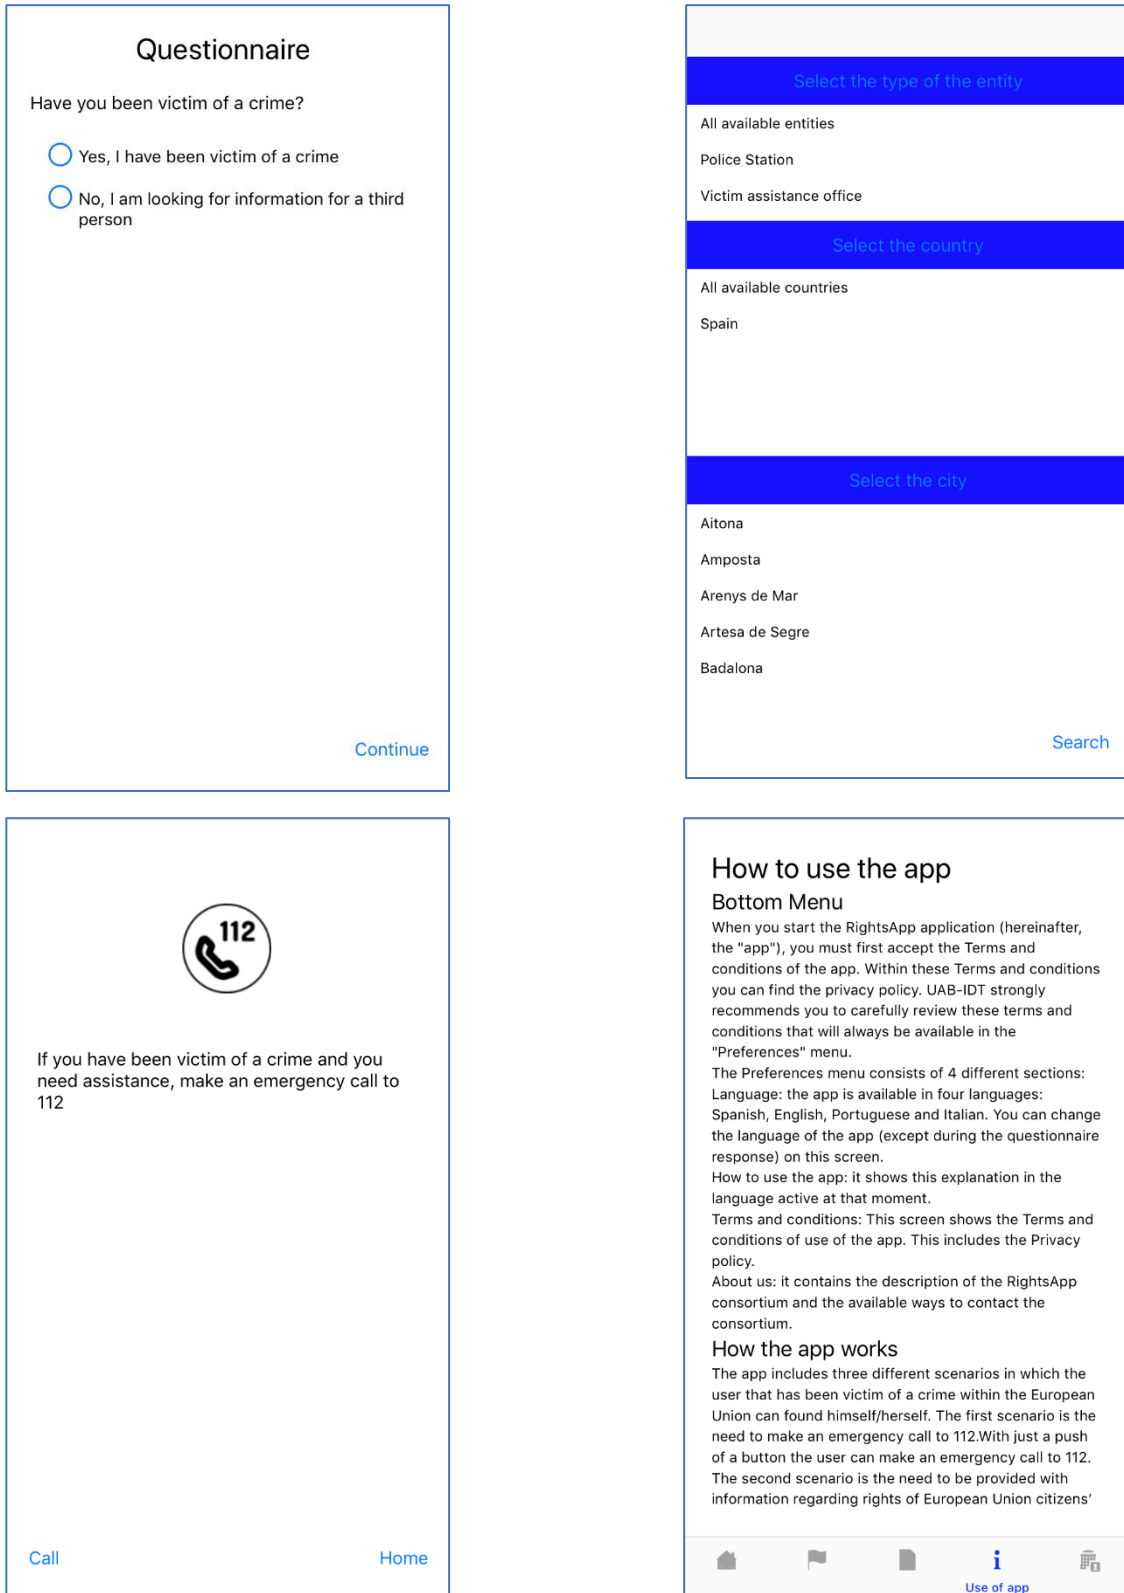 Questionnaire
Have you been victim of a crime?
Yes, I have been victim of a crime
No, I am looking for information for a third
person
Continue
Select the type of the entity
All available entities
Police Station
Victim assistance office
Select the country
All available countries
Spain
Select the city
Aitona
Amposta
Arenys de Mar
Artesa de Segre
Badalona
Search
112
If you have been victim of a crime and you
need assistance, make an emergency call to
112
Call
Home
How to use the app
Bottom Menu
When you start the RightsApp application (hereinafter,
the "app"), you must first accept the Terms and
conditions of the app. Within these Terms and conditions
you can find the privacy policy. UAB-IDT strongly
recommends you to carefully review these terms and
conditions that will always be available in the
"Preferences" menu.
The Preferences menu consists of 4 different sections:
Language: the app is available in four languages:
Spanish, English, Portuguese and Italian. You can change
the language of the app (except during the questionnaire
response) on this screen.
How to use the app: it shows this explanation in the
language active at that moment.
Terms and conditions: This screen shows the Terms and
conditions of use of the app. This includes the Privacy
policy.
About us: it contains the description of the RightsApp
consortium and the available ways to contact the
consortium.
How the app works
The app includes three different scenarios in which the
user that has been victim of a crime within the European
Union can found himself/herself. The first scenario is the
need to make an emergency call to 112.With just a push
of a button the user can make an emergency call to 112.
The second scenario is the need to be provided with
information regarding rights of European Union citizens’
Use of app